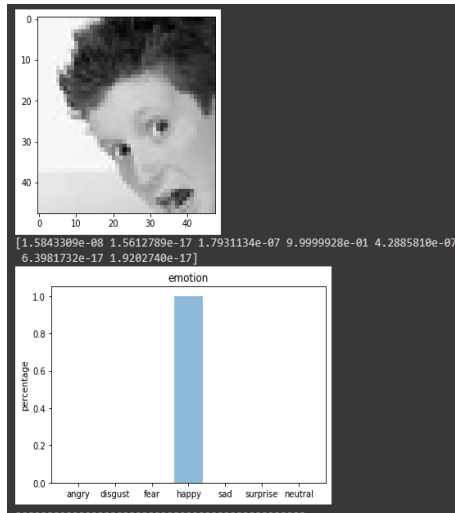 0
10
20
30
40
0 10 20 30 40
[1.5843309e-08 1.5612789e-17 1.7931134e-07 9.9999928e-01 4.2885810e-07
6.3981732e-17 1.9202740e-17]
emotion
1.0
0.8
0.6
0.4
0.2
0.0
percentage
angry disgust fear happy sad surprise neutral